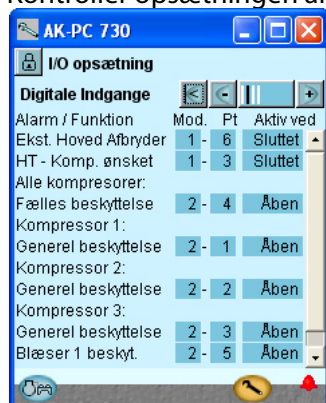 AK-PC 730
I/O opsætning
Digitale Indgange
Alarm / Funktion Mod. Pt Aktiv ved
Ekst. Hoved Afbryder 1 - 6 Sluttet
HT - Komp. ønsket 1 - 3 Sluttet
Alle kompresorer:
Fælles beskyttelse 2 - 4 Åben
Kompressor 1:
Generel beskyttelse 2 - 1 Åben
Kompressor 2:
Generel beskyttelse 2 - 2 Åben
Kompressor 3:
Generel beskyttelse 2 - 3 Åben
Blæser 1 beskyt. 2 - 5 Åben